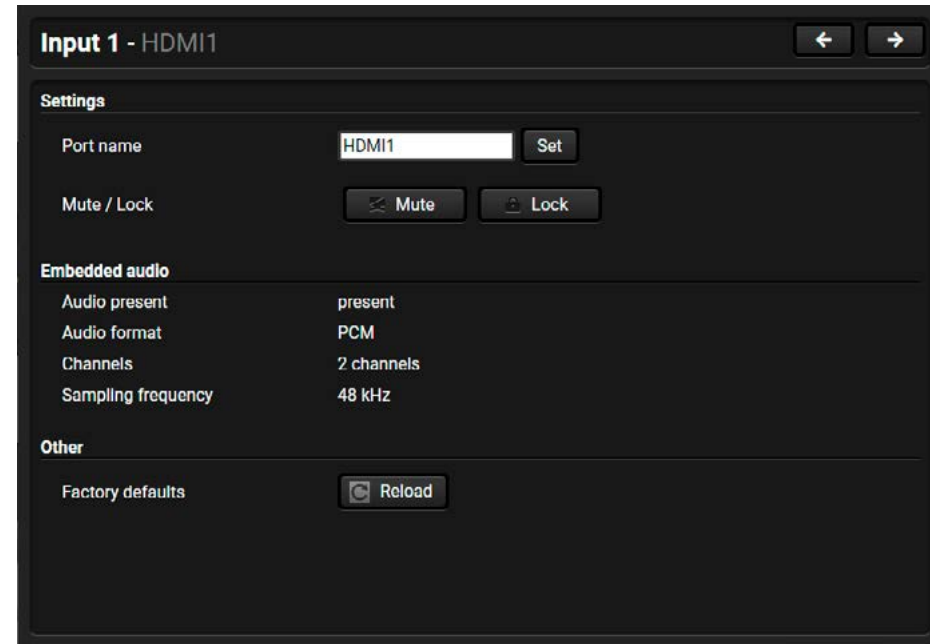 Input 1 - HDMI1
Settings
Port name HDMI1 Set
Mute / Lock Mute Lock
Embedded audio
Audio present present
Audio format PCM
Channels 2 channels
Sampling frequency 48 kHz
Other
Factory defaults Reload